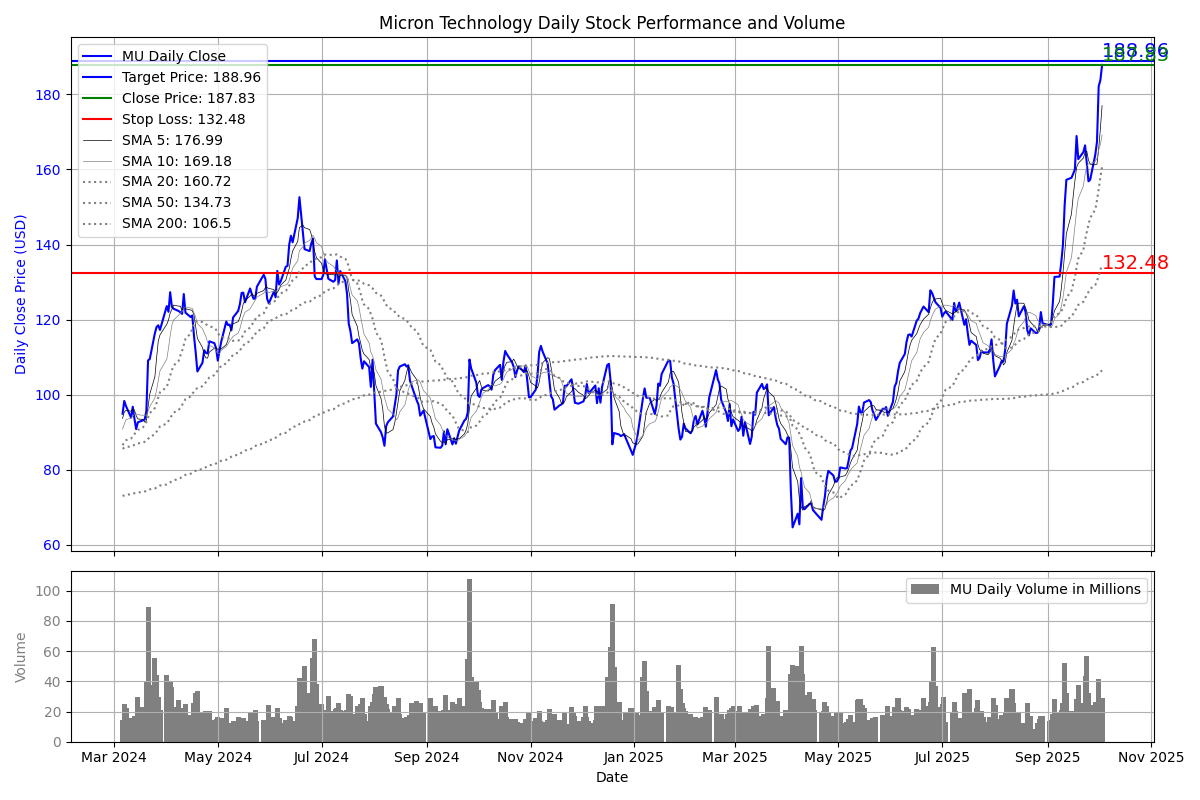 Micron Technology Daily Stock Performance and Volume
188.96
187.83
MU Daily Close
Target Price: 188.96
Close Price: 187.83
Stop Loss: 132.48
SMA 5: 176.99
SMA 10: 169.18
SMA 20: 160.72
SMA 50: 134.73
SMA 200: 106.5
180
160
140
120
100
80
60
Daily Close Price (USD)
132.48
MU Daily Volume in Millions
100
80
60
40
20
0
Volume
Mar 2024
May 2024
Jul 2024
Sep 2024
Nov 2024
Jan 2025
Mar 2025
May 2025
Jul 2025
Sep 2025
Nov 2025
Date